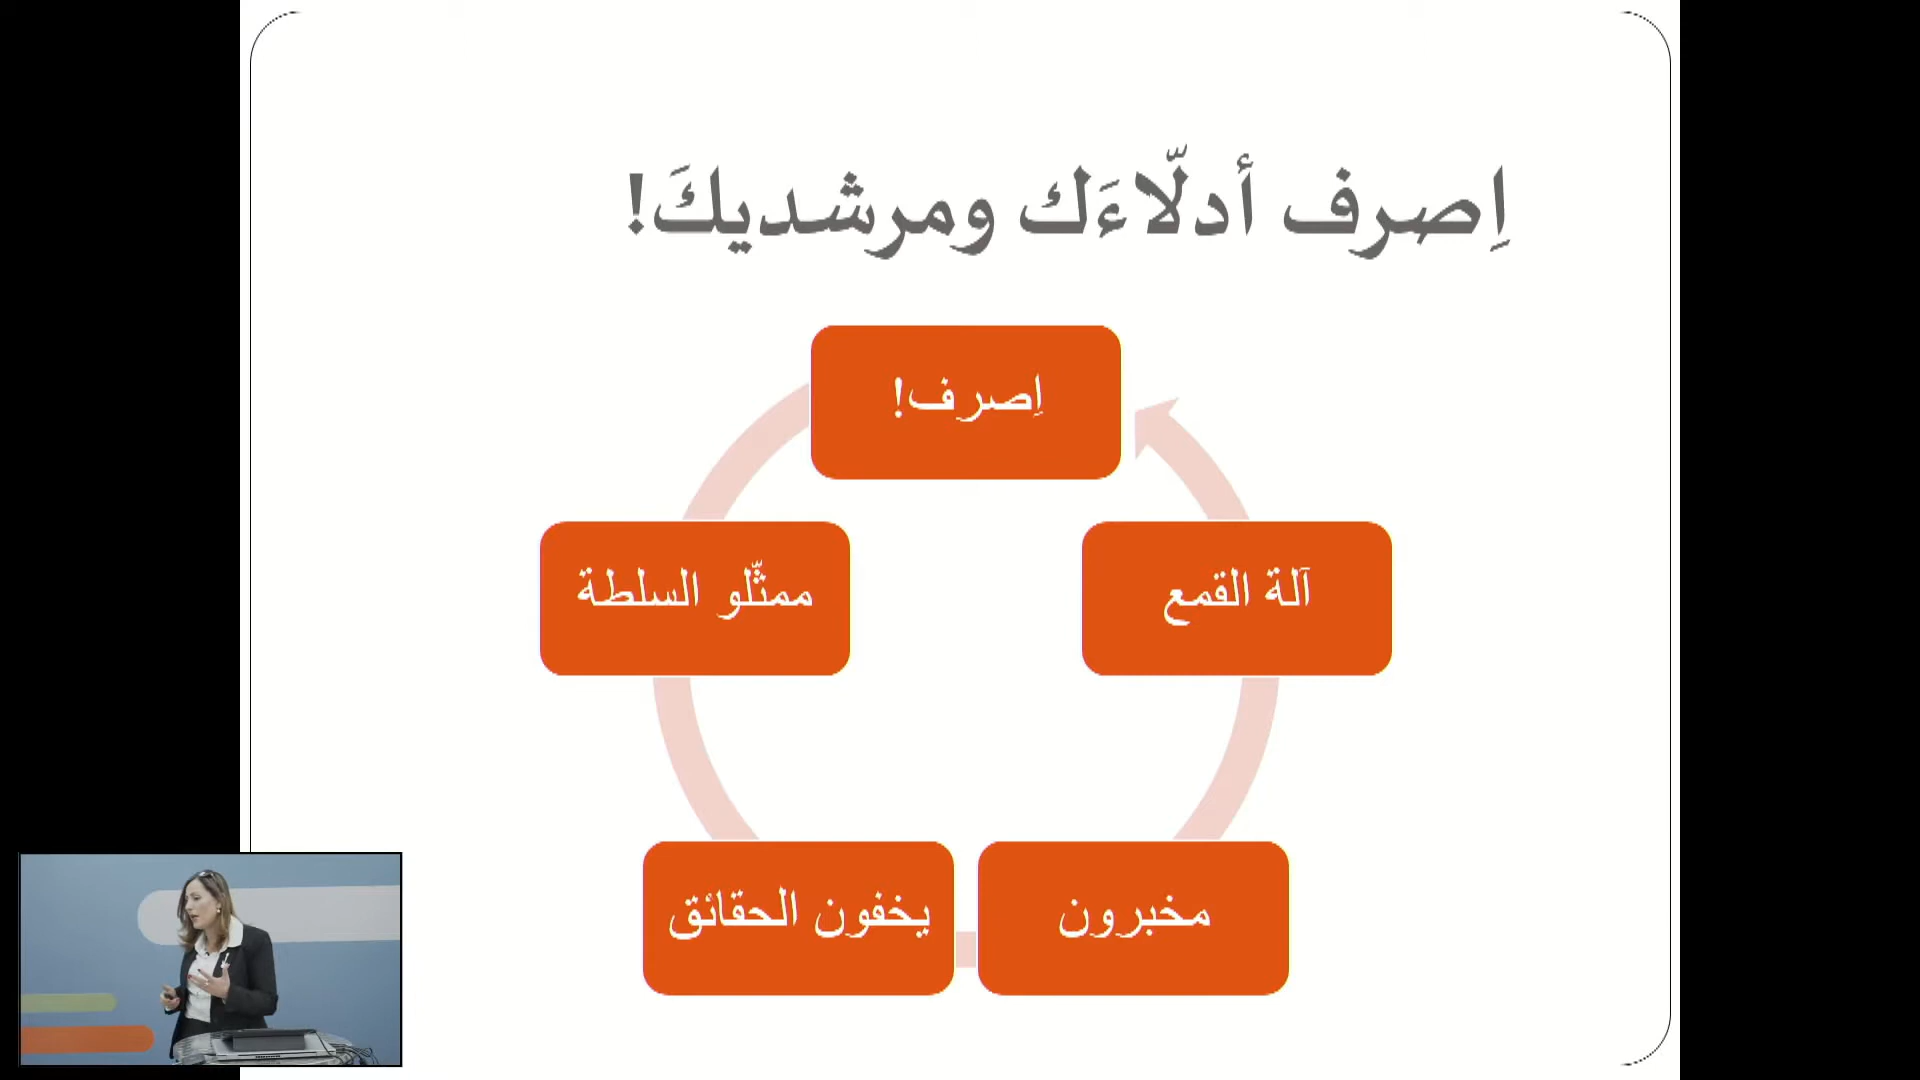 اِصرف أدلّاءَك ومرشديكَ!
اِصرف!
آلة القمع
ممثّلو السلطة
مخبرون
يخفون الحقائق